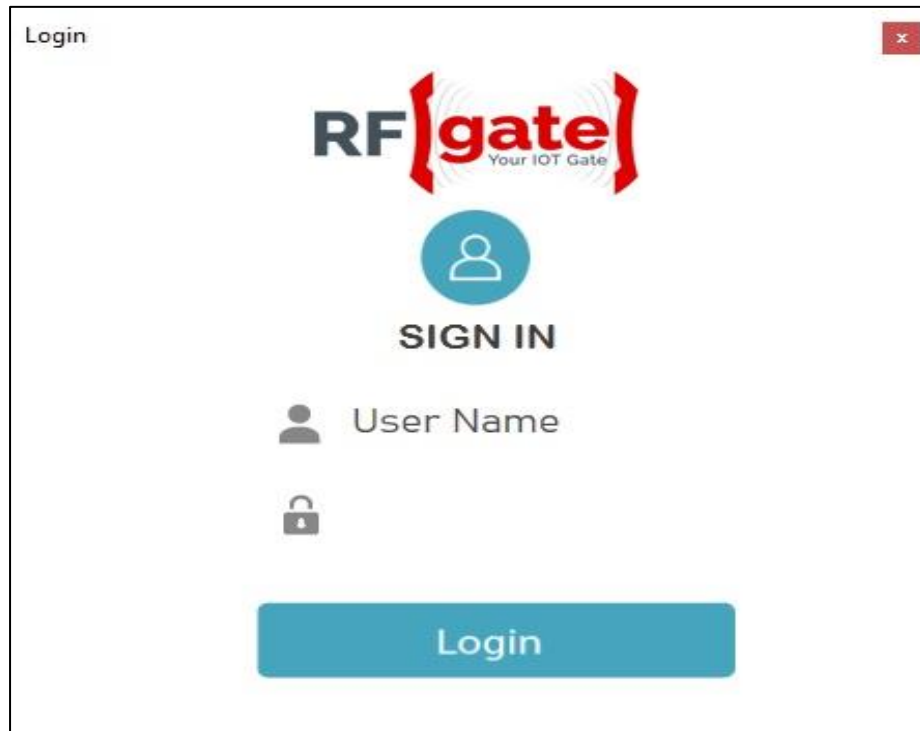 Login
x
RF[gate]
Your IOT Gate
SIGN IN
User Name
Login